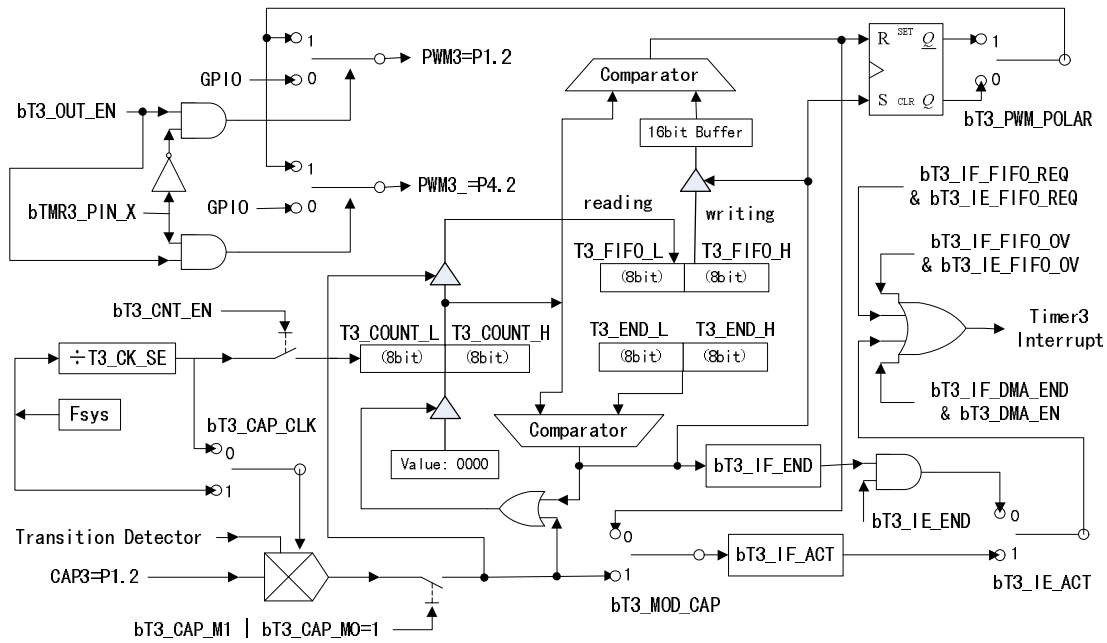 1
PWM3=P1.2
GPIO
0
bT3_OUT_EN
Comparator
R
SET
Q
S
CLR
Q
1
0
bT3_PWM_POLAR
16bit Buffer
1
PWM3_=P4.2
GPIO
0
bTMR3_PIN_X
reading
writing
bT3_IF_FIFO_REQ
& bT3_IE_FIFO_REQ
T3_FIFO_L
T3_FIFO_H
(8bit)
(8bit)
bT3_IF_FIFO_OV
& bT3_IE_FIFO_OV
bT3_CNT_EN
T3_COUNT_L
T3_COUNT_H
(8bit)
(8bit)
T3_END_L
T3_END_H
(8bit)
(8bit)
Timer3
Interrupt
÷T3_CK_SE
Fsys
bT3_IF_DMA_END
& bT3_DMA_EN
bT3_CAP_CLK
0
1
Comparator
Value: 0000
bT3_IF_END
bT3_IE_END
0
1
bT3_IE_ACT
Transition Detector
CAP3=P1.2
0
1
bT3_IF_ACT
bT3_MOD_CAP
bT3_CAP_M1 | bT3_CAP_M0=1